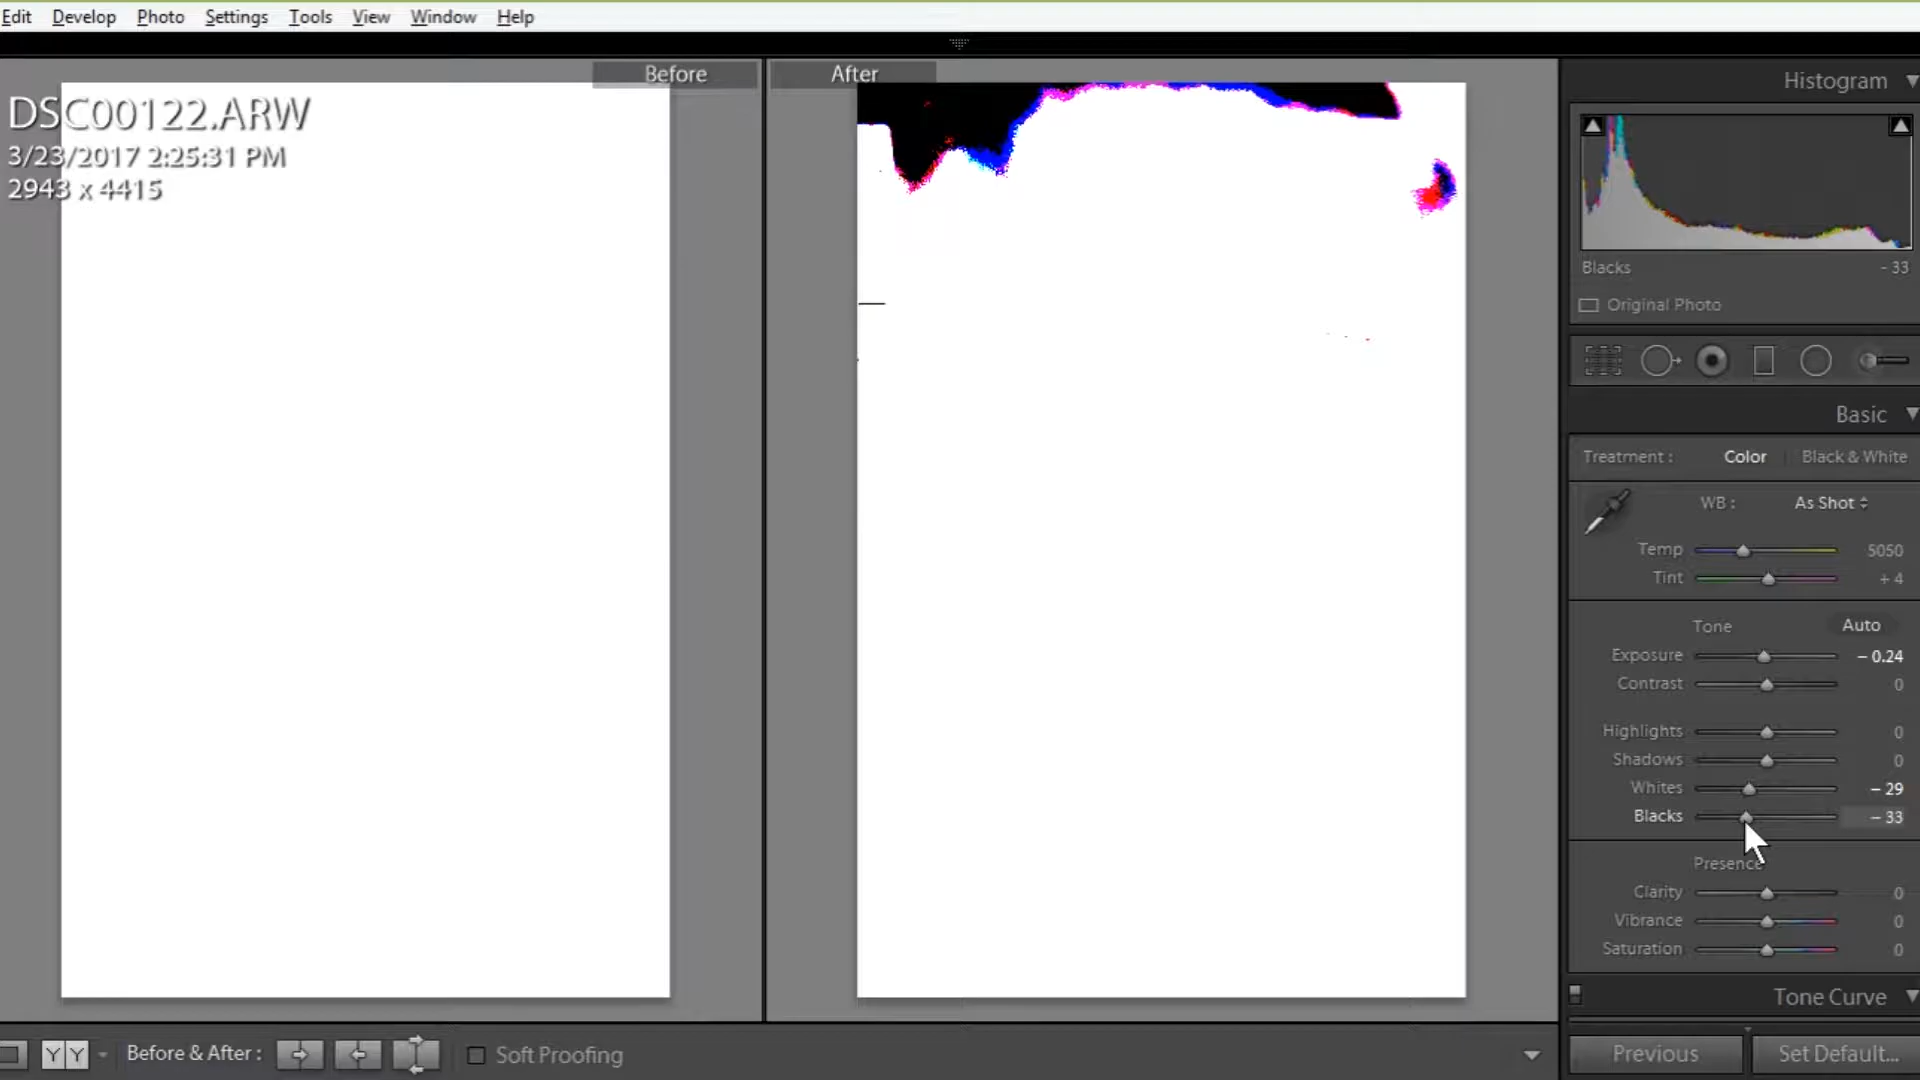 Edit Develop Photo Settings Tools View Window Help
Before
After
DSC00122.ARW
3/23/2017 2:25:31 PM
2943 x 4415
Histogram
Blacks - 33
Original Photo
Basic
Treatment : Color Black & White
WB : As Shot
Temp 5050
Tint + 4
Tone Auto
Exposure – 0.24
Contrast 0
Highlights 0
Shadows 0
Whites – 29
Blacks – 33
Presence
Clarity 0
Vibrance 0
Saturation 0
Tone Curve
YY Before & After : Soft Proofing
Previous Set Default...